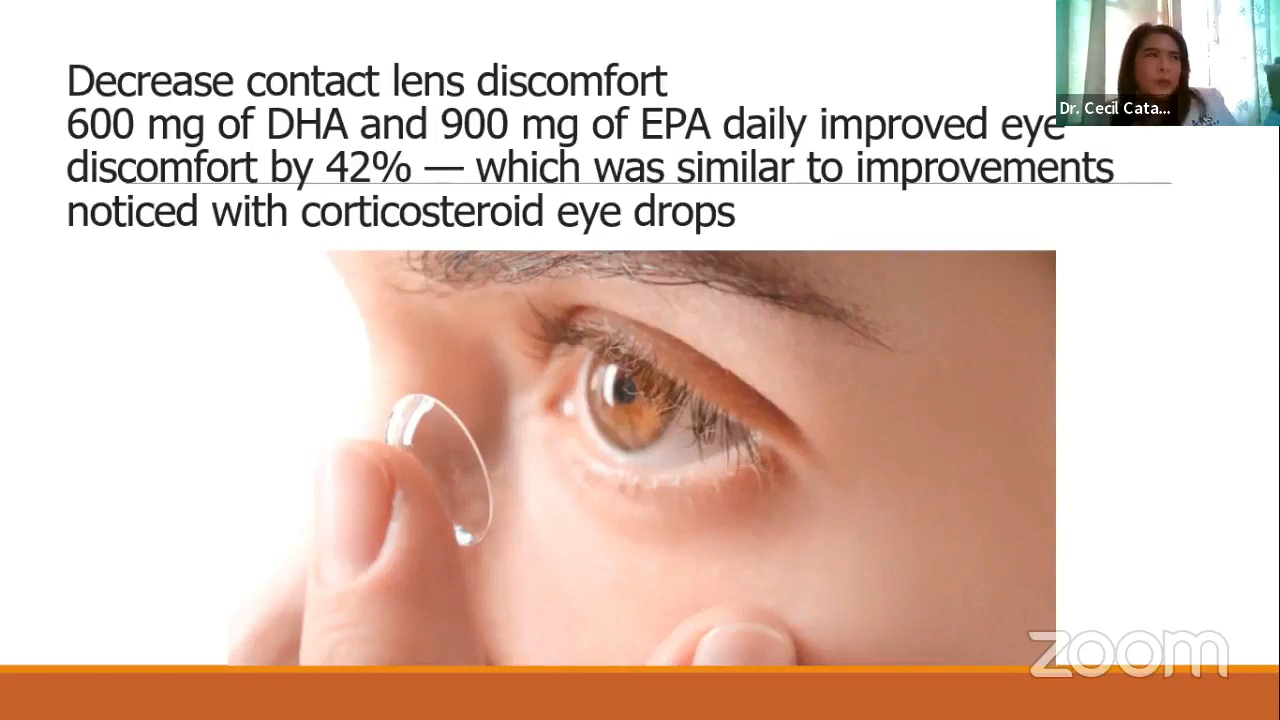 Decrease contact lens discomfort
600 mg of DHA and 900 mg of EPA daily improved eye
discomfort by 42% — which was similar to improvements
noticed with corticosteroid eye drops
Dr. Cecil Cata...
zoom